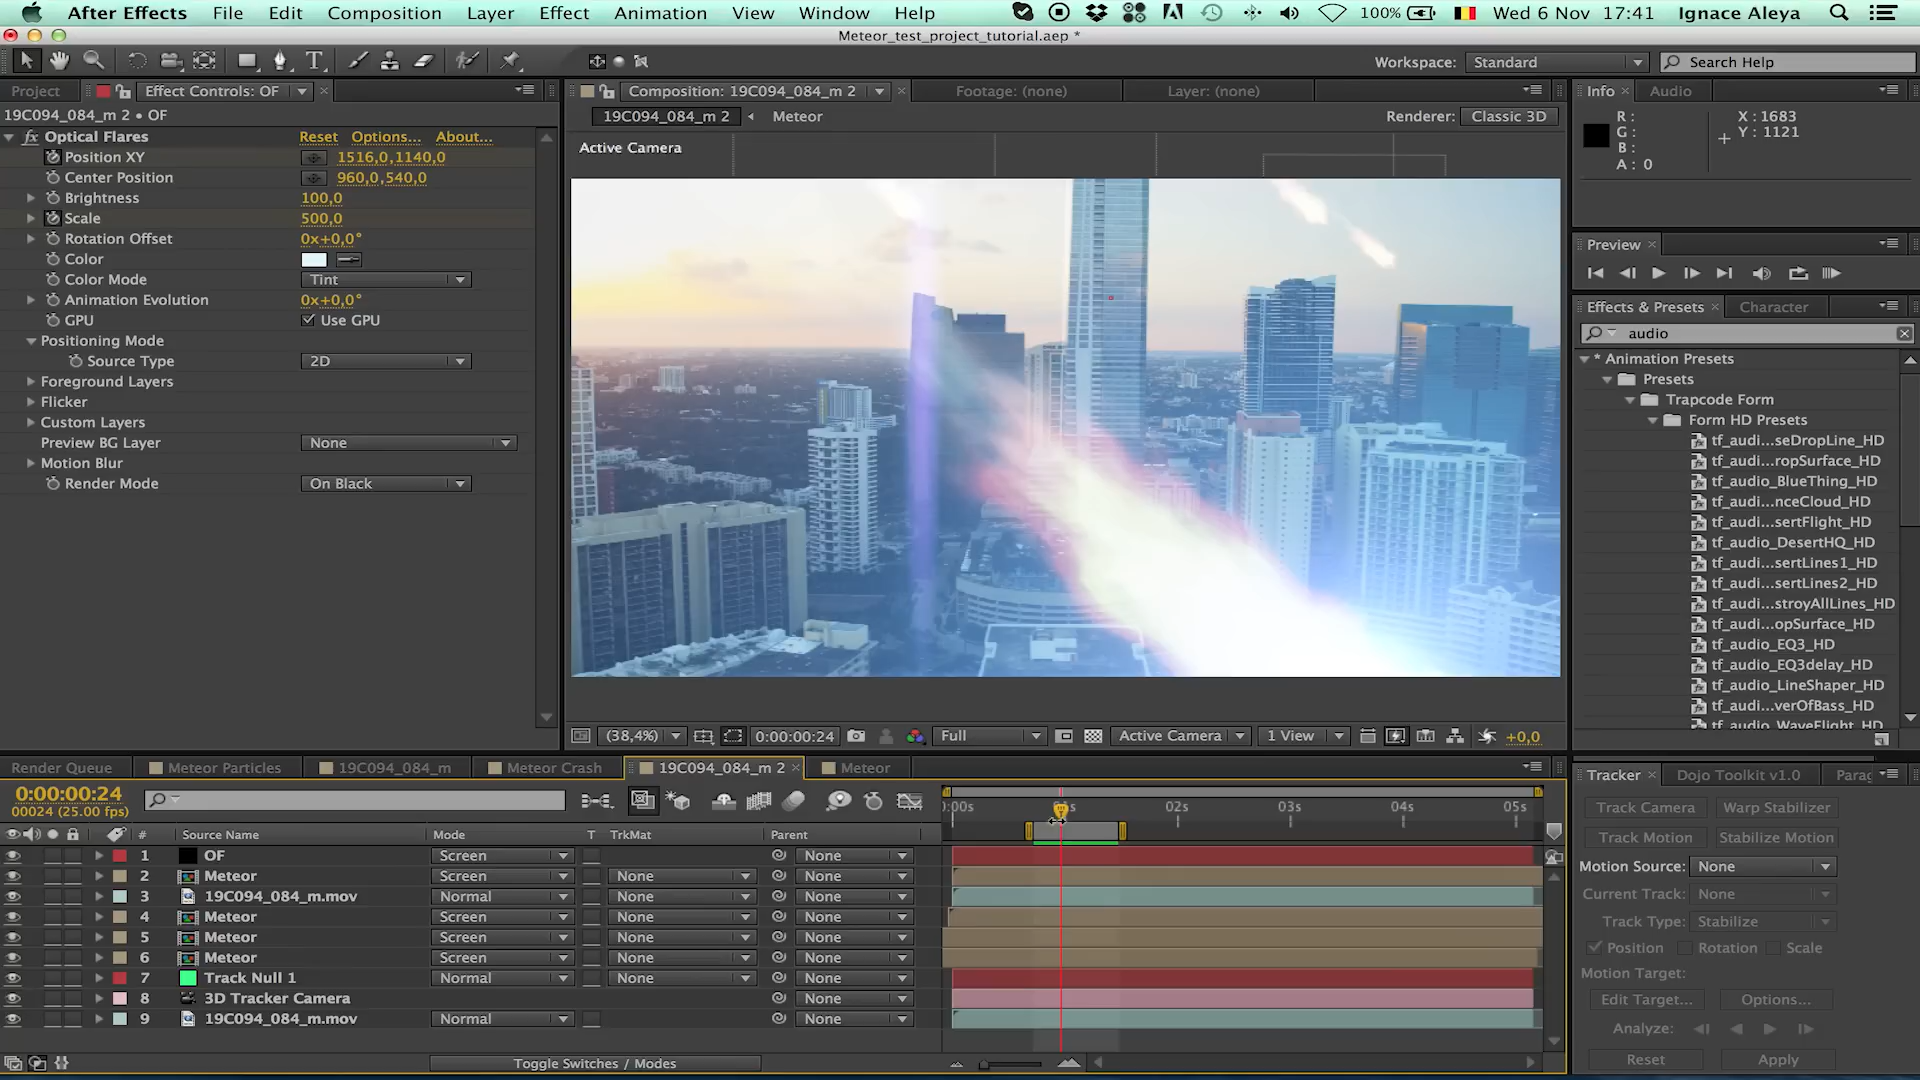 After Effects File Edit Composition Layer Effect Animation View Window Help 100% Wed 6 Nov 17:41 Ignace Aleya
Meteor_test_project_tutorial.aep *
Workspace: Standard Search Help
Project Effect Controls: OF Composition: 19C094_084_m 2 Footage: (none) Layer: (none) Info Audio
19C094_084_m 2 • OF
19C094_084_m 2 Meteor Renderer: Classic 3D
R :
G :
B :
A : 0
X : 1683
Y : 1121
Optical Flares Reset Options... About...
Active Camera
Position XY 1516,0,1140,0
Center Position 960,0,540,0
Brightness 100,0
Scale 500,0
Rotation Offset 0x+0,0°
Color
Color Mode Tint
Animation Evolution 0x+0,0°
GPU Use GPU
Positioning Mode
Source Type 2D
Foreground Layers
Flicker
Custom Layers
Preview BG Layer None
Motion Blur
Render Mode On Black
Preview
Effects & Presets Character
audio
* Animation Presets
Presets
Trapcode Form
Form HD Presets
tf_audi...seDropLine_HD
tf_audi...ropSurface_HD
tf_audio_BlueThing_HD
tf_audi...nceCloud_HD
tf_audi...sertFlight_HD
tf_audio_DesertHQ_HD
tf_audi...sertLines1_HD
tf_audi...sertLines2_HD
tf_audi...stroyAllLines_HD
tf_audi...opSurface_HD
tf_audio_EQ3_HD
tf_audio_EQ3delay_HD
tf_audio_LineShaper_HD
tf_audi...verOfBass_HD
tf_audio_WaveFlight_HD
(38,4%) 0:00:00:24 Full Active Camera 1 View +0,0
Render Queue Meteor Particles 19C094_084_m Meteor Crash 19C094_084_m 2 Meteor
0:00:00:24
00024 (25.00 fps)
:00s 02s 03s 04s 05s
# Source Name Mode T TrkMat Parent
1 OF Screen None
2 Meteor Screen None None
3 19C094_084_m.mov Normal None None
4 Meteor Screen None None
5 Meteor Screen None None
6 Meteor Screen None None
7 Track Null 1 Normal None None
8 3D Tracker Camera None
9 19C094_084_m.mov Normal None
Toggle Switches / Modes
Tracker Dojo Toolkit v1.0 Parag
Track Camera Warp Stabilizer
Track Motion Stabilize Motion
Motion Source: None
Current Track: None
Track Type: Stabilize
Position Rotation Scale
Motion Target:
Edit Target... Options...
Analyze:
Reset Apply